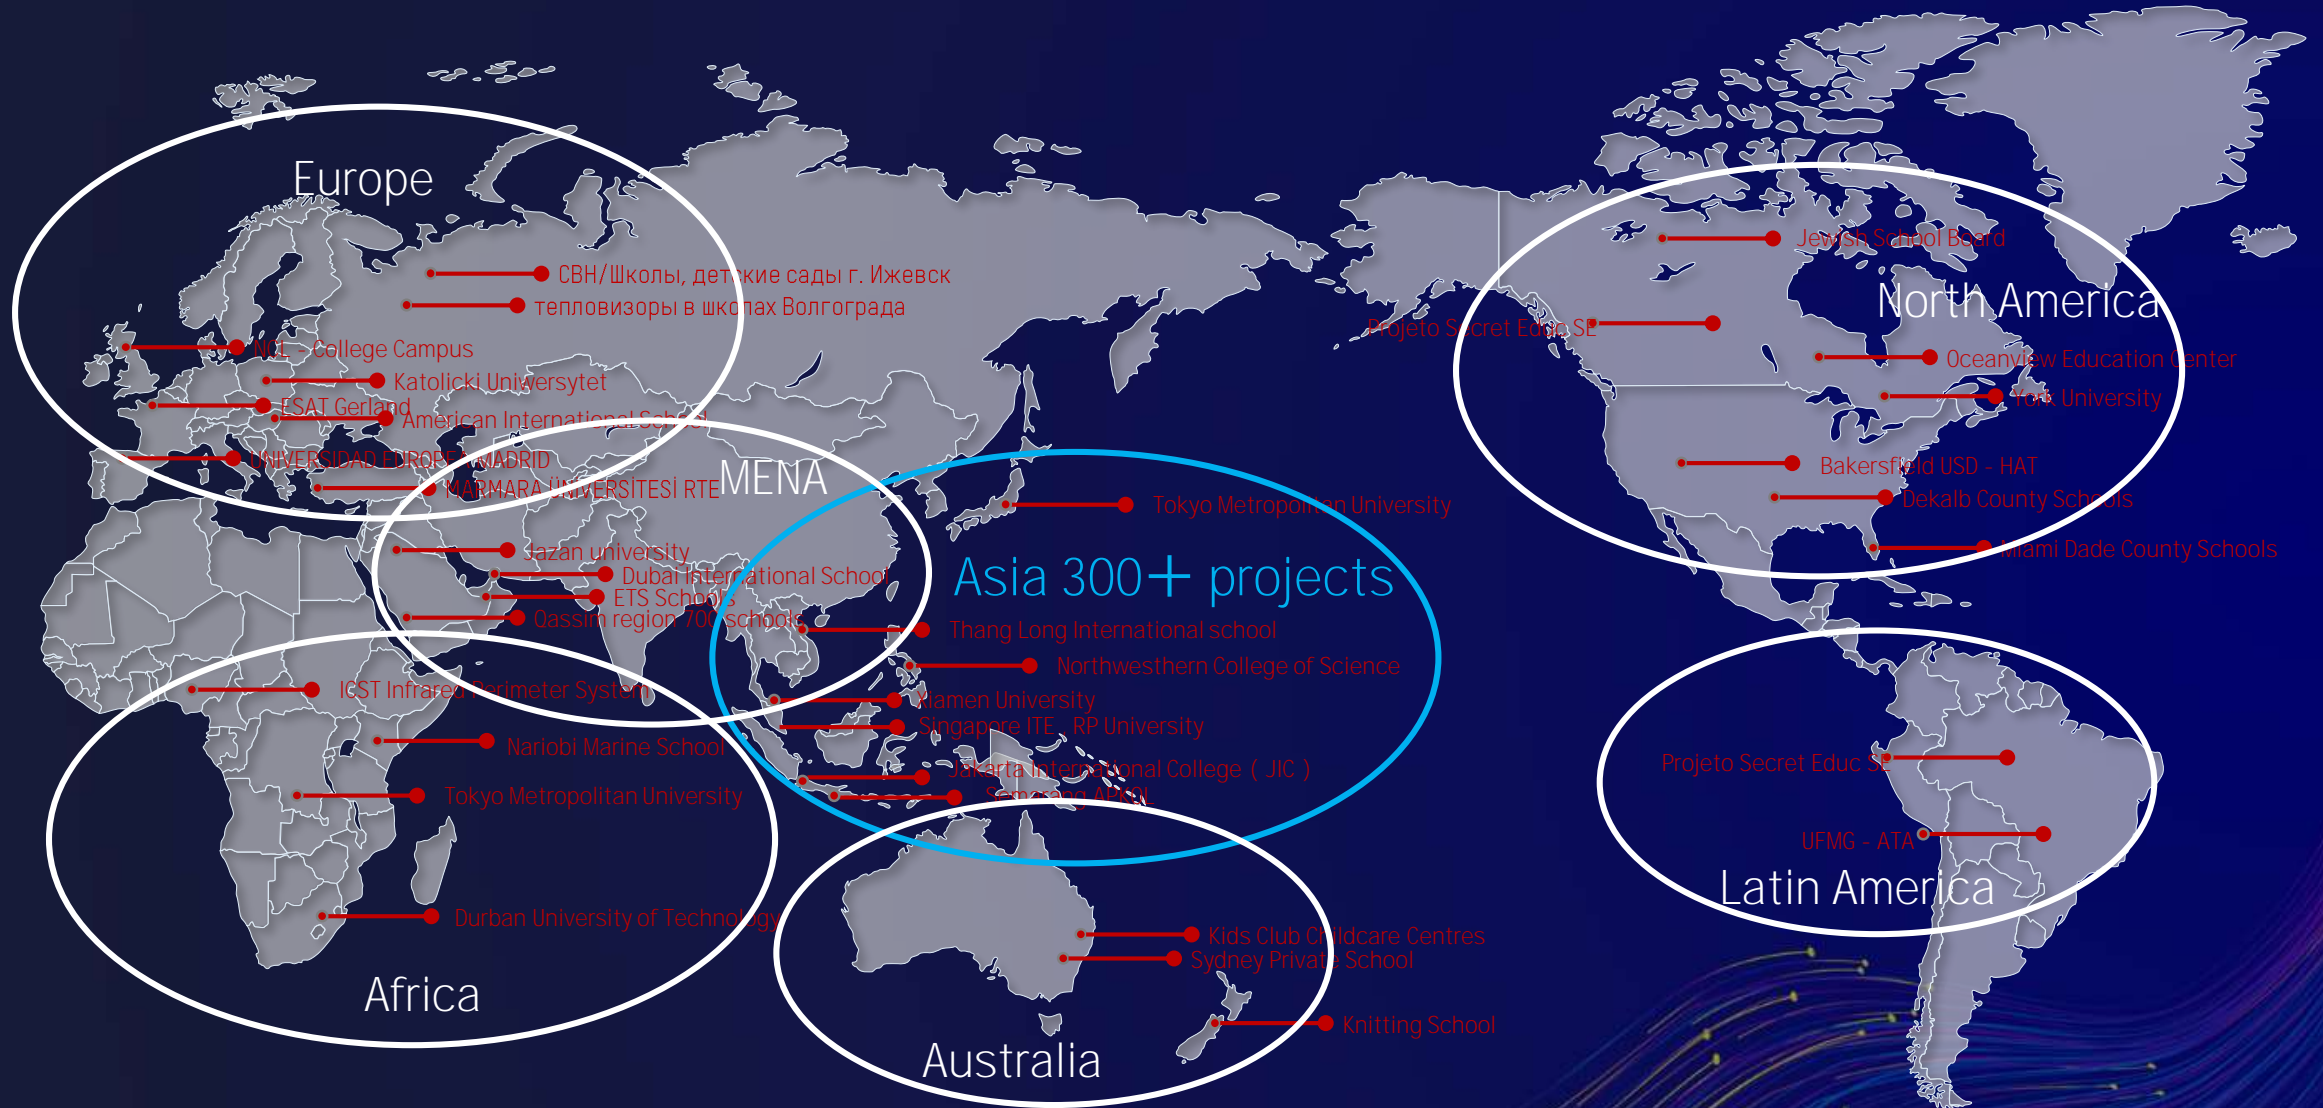 Europe
СВН/Школы, детские сады г. Ижевск
тепловизоры в школах Волгограда
NCL - College Campus
Katolicki Uniwersytet
ESAT Gerland
American International School
UNIVERSIDAD EUROPEA MADRID
MARMARA ÜNİVERSİTESİ RTE
MENA
Jazan university
Dubai International School
ETS Schools
Qassim region 700 schools
Asia 300+ projects
Tokyo Metropolitan University
Thang Long International school
Northwesthern College of Science
Xiamen University
Singapore ITE , RP University
Jakarta International College ( JIC )
Semarang APKOL
North America
Jewish School Board
Projeto Secret Educ SE
Oceanview Education Center
York University
Bakersfield USD - HAT
Dekalb County Schools
Miami Dade County Schools
Africa
IGST Infrared Perimeter System
Nariobi Marine School
Tokyo Metropolitan University
Durban University of Technology
Australia
Kids Club Childcare Centres
Sydney Private School
Knitting School
Latin America
Projeto Secret Educ SE
UFMG - ATA